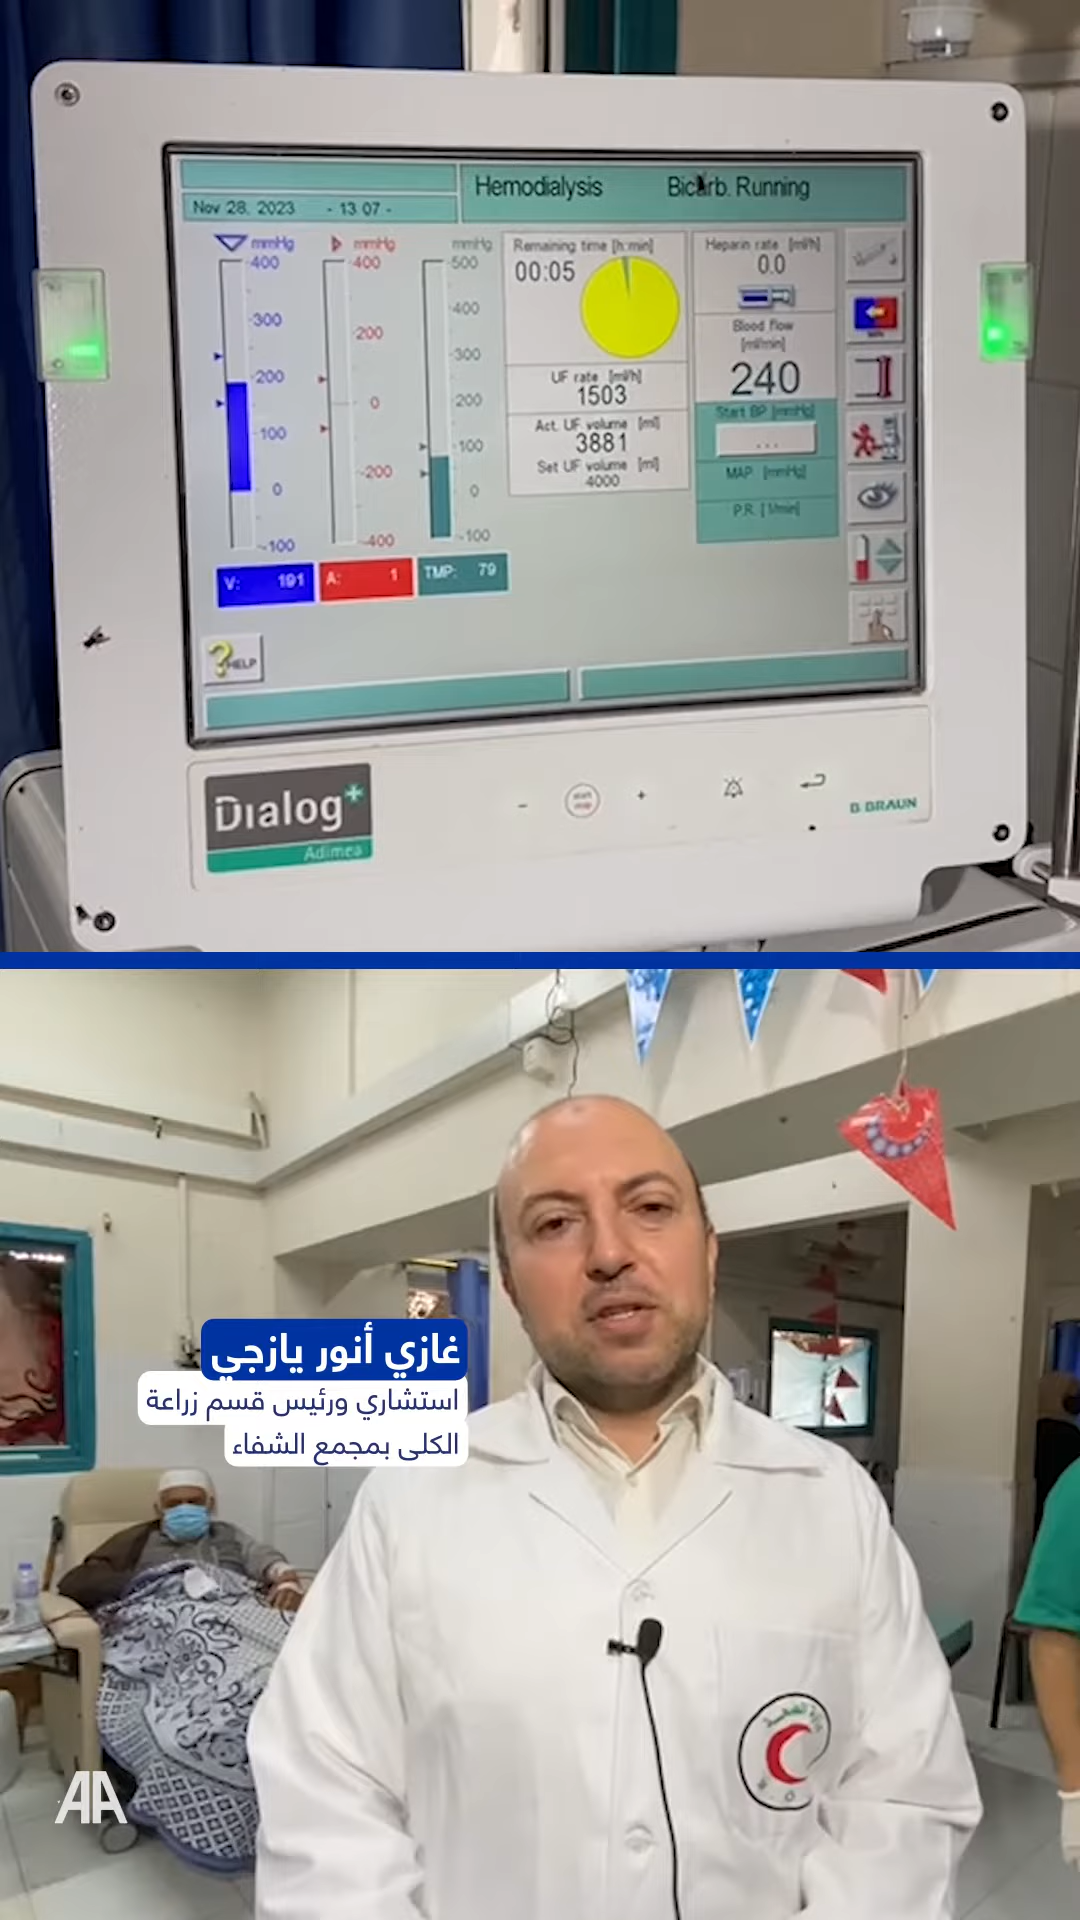 Hemodialysis Bicarb. Running
Nov 28, 2023 - 13 07 -
mmHg mmHg mmHg
400 400 500
300 200 400
200 0 300
100 -200 200
0 -400 100
-100 0
-100
V: 191 A: 1 TMP: 79
Remaining time [h:min]
00:05
UF rate [ml/h]
1503
Act. UF volume [ml]
3881
Set UF volume [ml]
4000
Heparin rate [ml/h]
0.0
Blood flow
[ml/min]
240
Start BP [mmHg]
...
MAP [mmHg]
P.R. [1/min]
? HELP
Dialog+
Adimea
- start stop +
B BRAUN
غازي أنور يازجي
استشاري ورئيس قسم زراعة
الكلى بمجمع الشفاء
AA